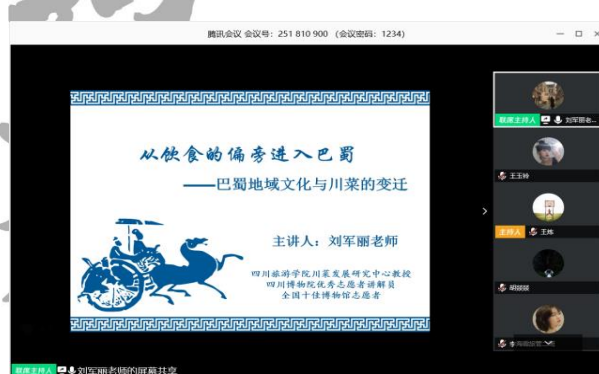 腾讯会议 会议号：251 810 900 （会议密码：1234）
从饮食的偏旁进入巴蜀
——巴蜀地域文化与川菜的变迁
主讲人：刘军丽老师
四川旅游学院川菜发展研究中心教授
四川博物院优秀志愿者讲解员
全国十佳博物馆志愿者
联席主持人 刘军丽老...
王玉铃
主持人 王炜
联席主持人 刘军丽老师的屏幕共享